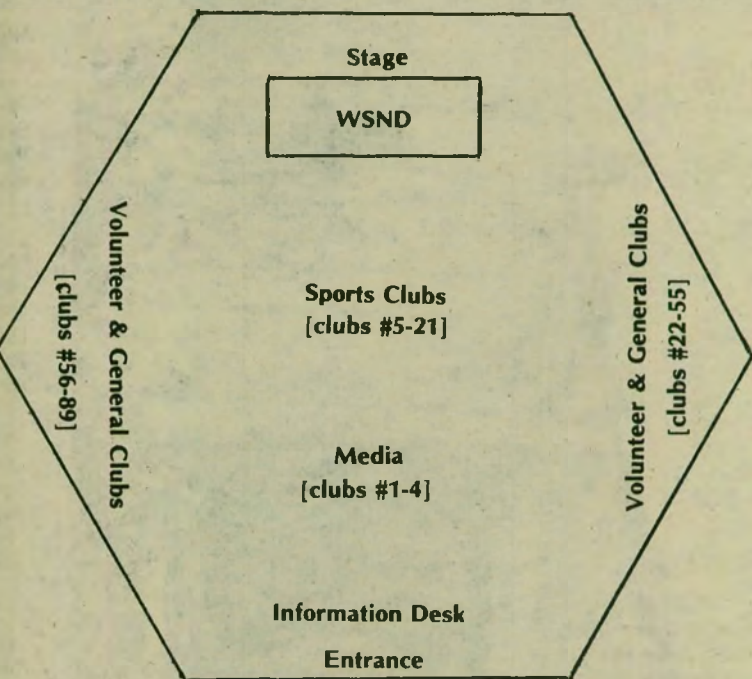 Stage
WSND
Volunteer & General Clubs
[clubs #56-89]
Sports Clubs
[clubs #5-21]
Volunteer & General Clubs
[clubs #22-55]
Media
[clubs #1-4]
Information Desk
Entrance